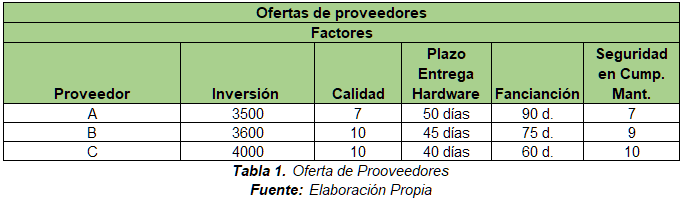 Ofertas de proveedores
Factores
Proveedor Inversión Calidad Plazo Entrega Hardware Fancianción Seguridad en Cump. Mant.
A 3500 7 50 días 90 d. 7
B 3600 10 45 días 75 d. 9
C 4000 10 40 días 60 d. 10
Tabla 1. Oferta de Prooveedores
Fuente: Elaboración Propia